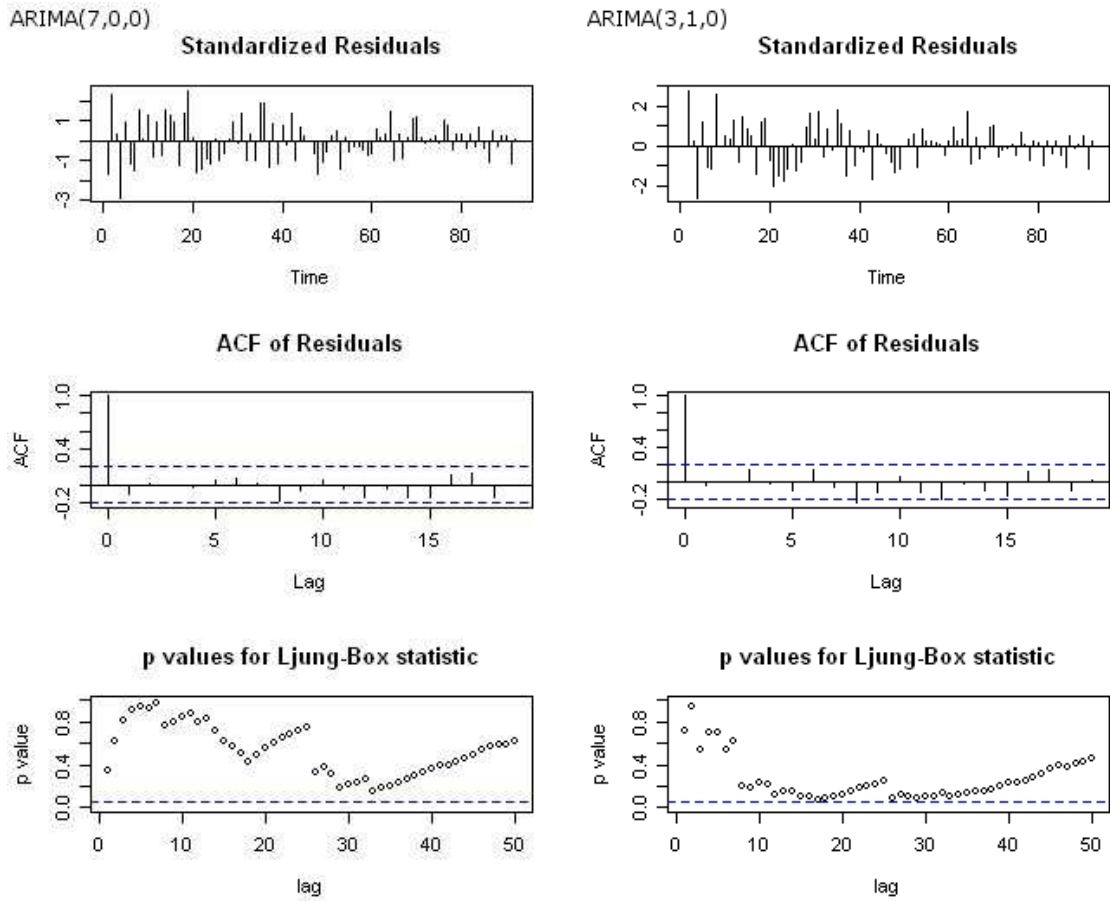 ARIMA(7,0,0)
Standardized Residuals
1
-1
-3
0 20 40 60 80
Time
ACF of Residuals
ACF
1.0
0.4
-0.2
0 5 10 15
Lag
p values for Ljung-Box statistic
p value
0.8
0.4
0.0
0 10 20 30 40 50
lag
ARIMA(3,1,0)
Standardized Residuals
2
0
-2
0 20 40 60 80
Time
ACF of Residuals
ACF
1.0
0.4
-0.2
0 5 10 15
Lag
p values for Ljung-Box statistic
p value
0.8
0.4
0.0
0 10 20 30 40 50
lag